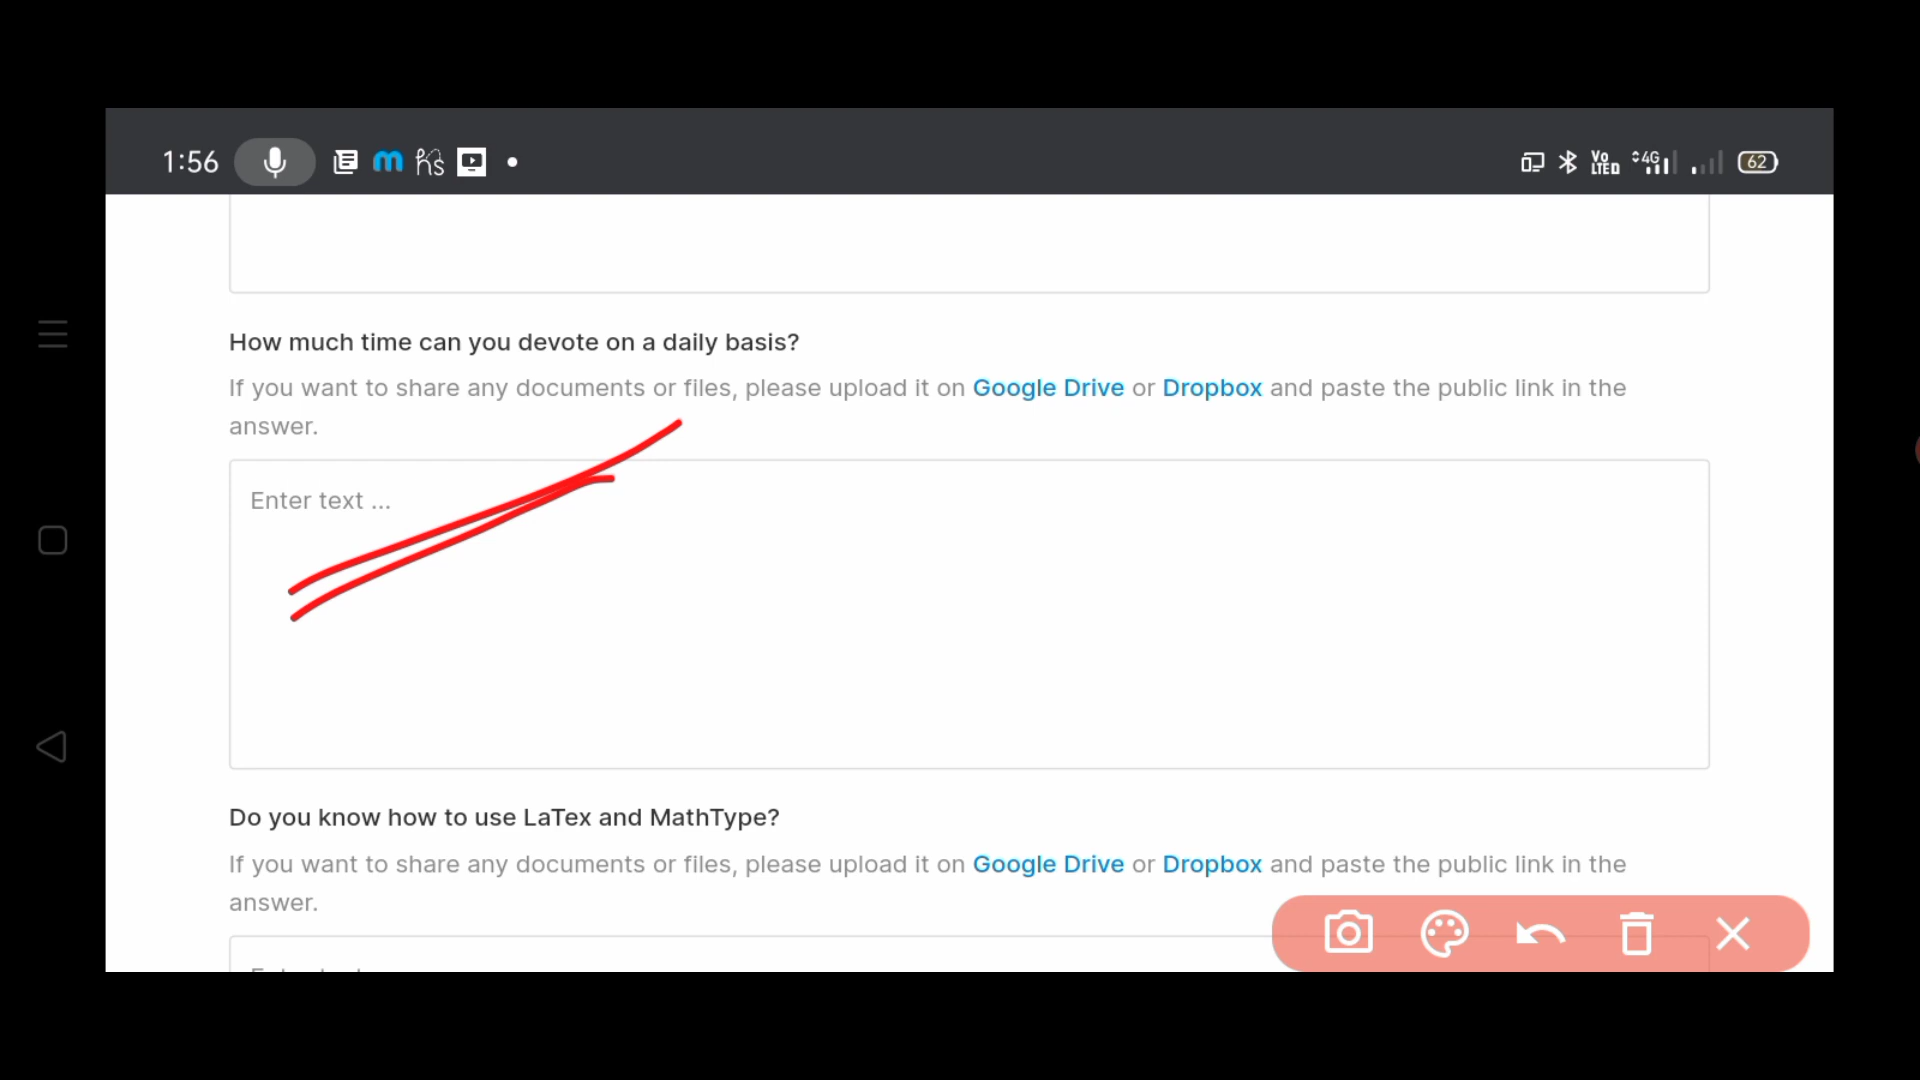 1:56
4G
VoLTE
62
How much time can you devote on a daily basis?
If you want to share any documents or files, please upload it on Google Drive or Dropbox and paste the public link in the
answer.
Enter text ...
Do you know how to use LaTex and MathType?
If you want to share any documents or files, please upload it on Google Drive or Dropbox and paste the public link in the
answer.